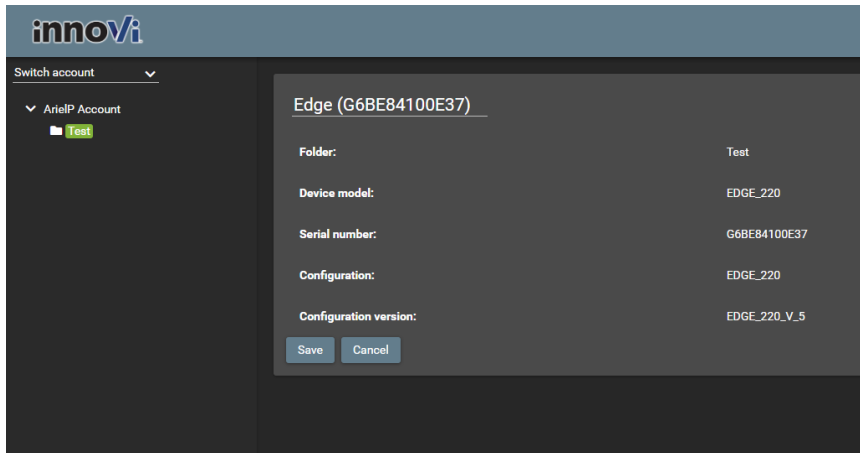 innoVi
Switch account
ArielP Account
Test
Edge (G6BE84100E37)
Folder: Test
Device model: EDGE_220
Serial number: G6BE84100E37
Configuration: EDGE_220
Configuration version: EDGE_220_V_5
Save Cancel